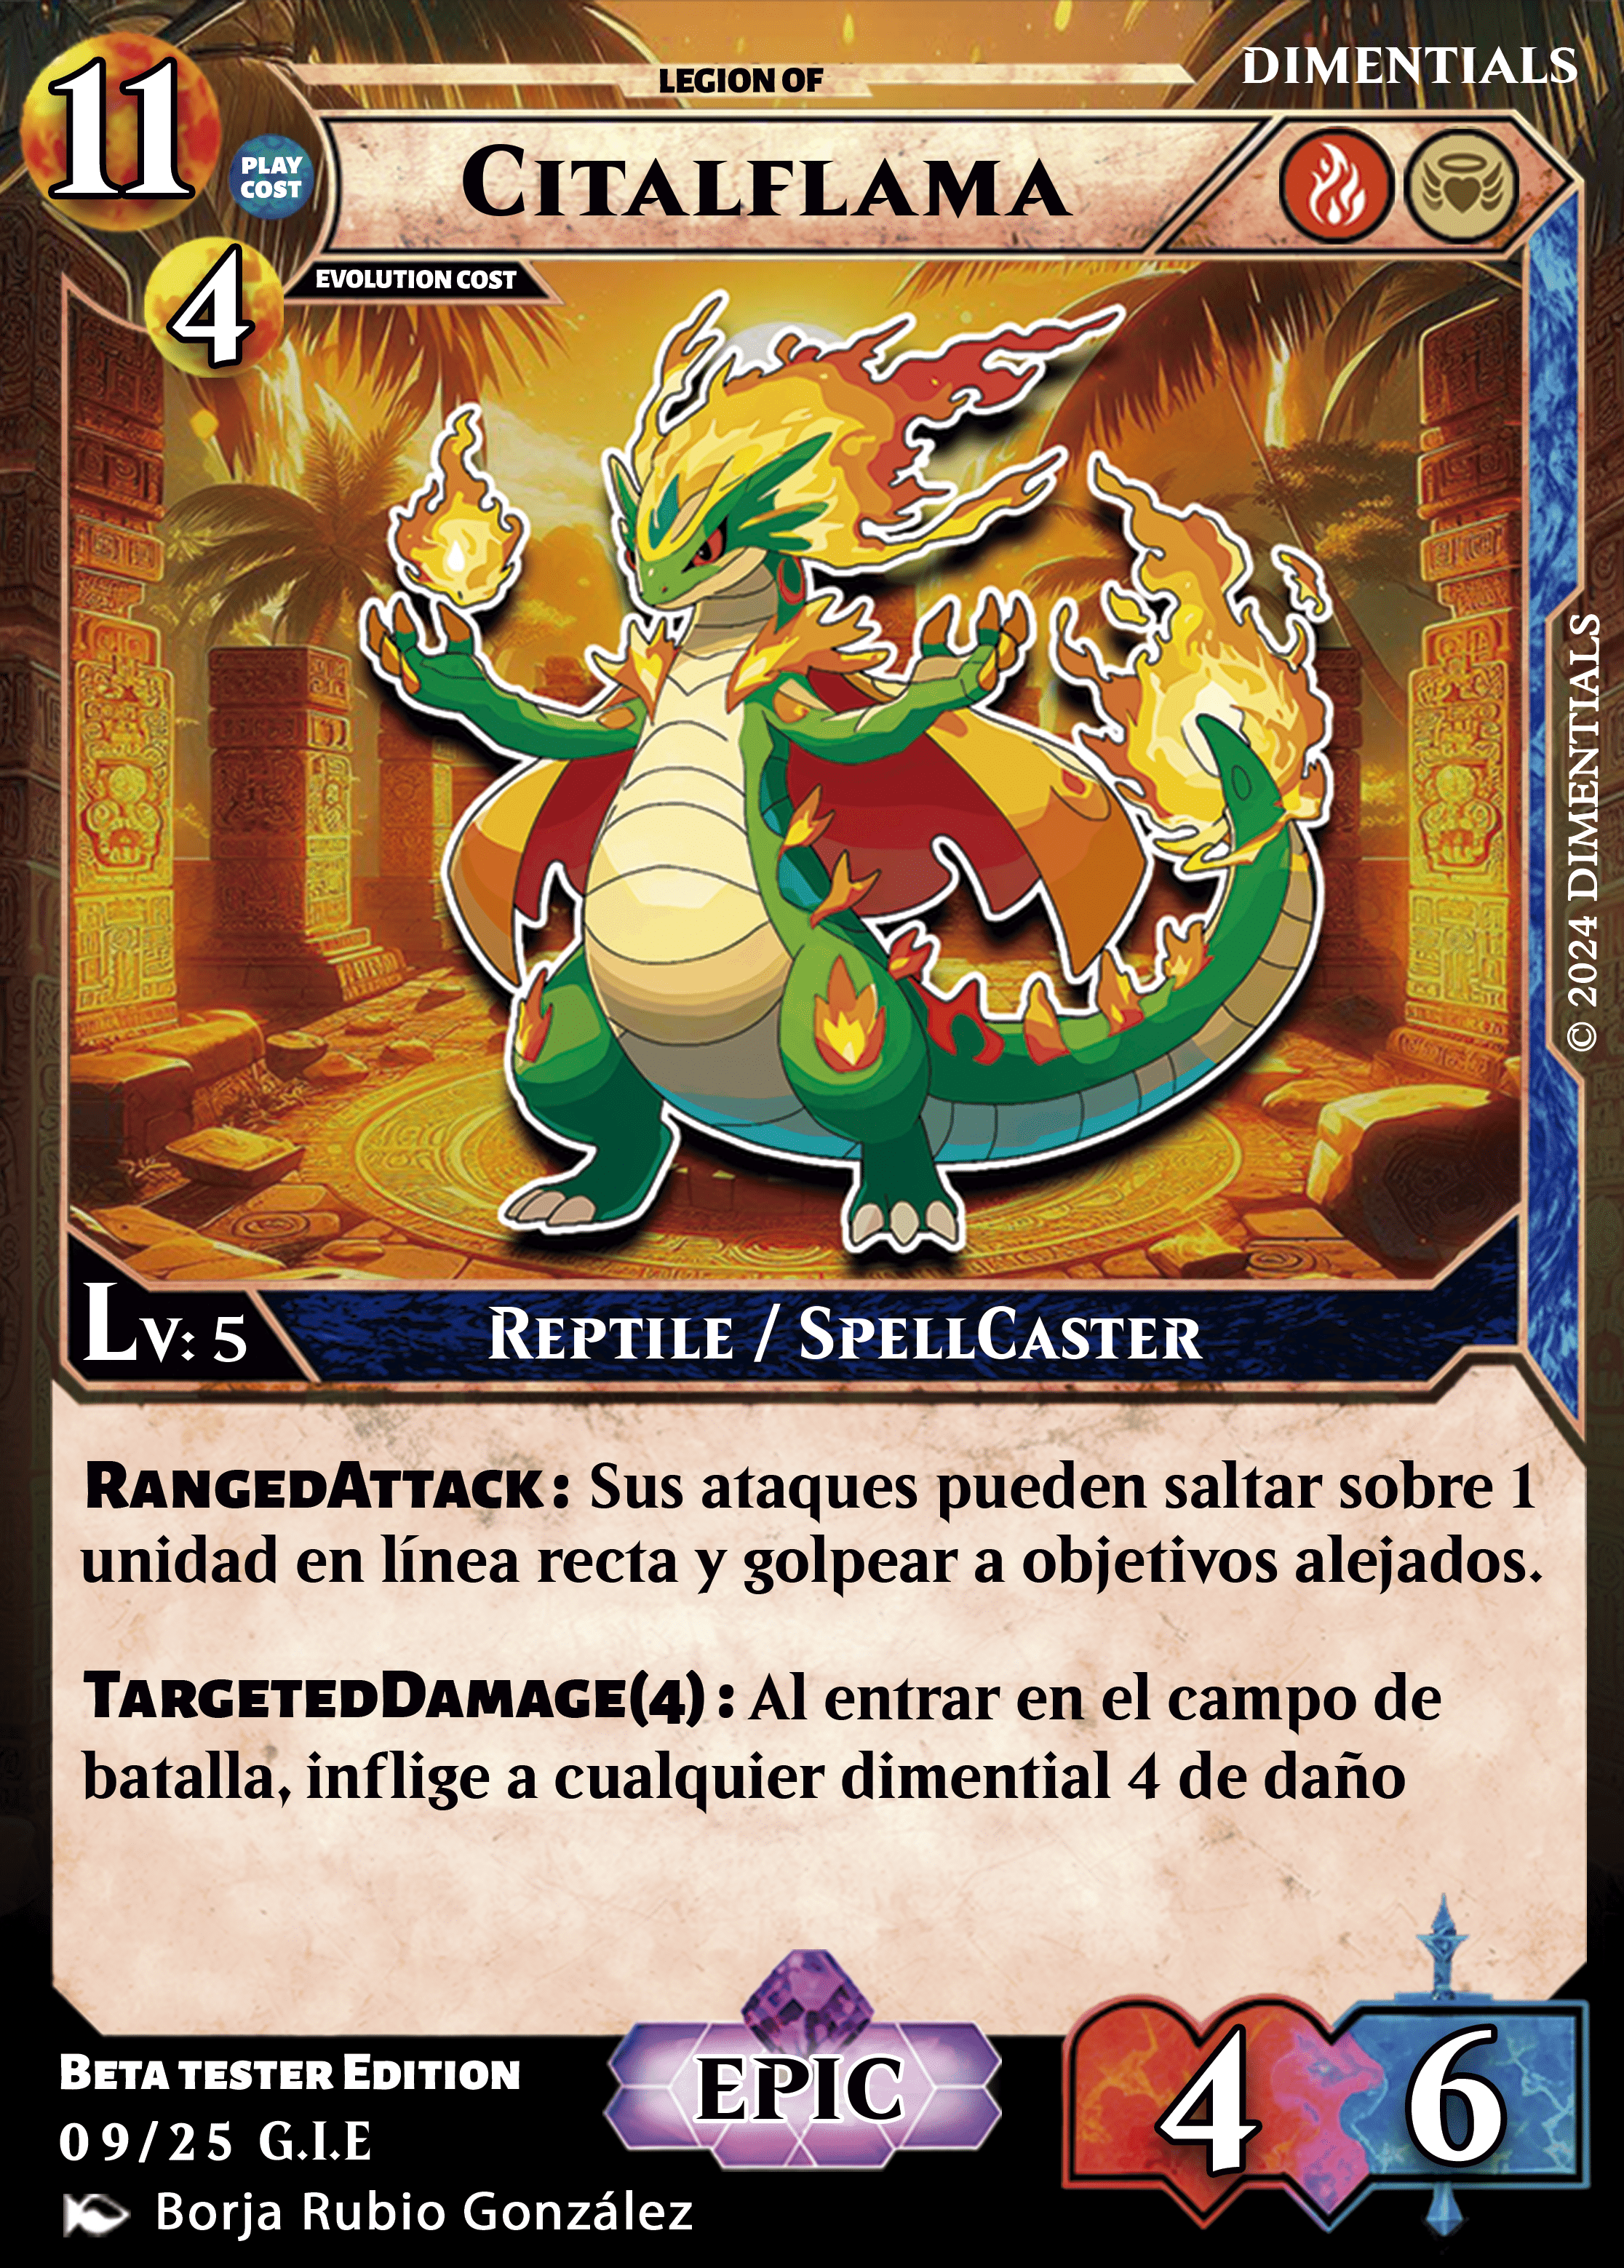 11
PLAY
COST
LEGION OF
DIMENTIALS
CITALFLAMA
4
EVOLUTION COST
© 2024 DIMENTIALS
LV: 5
REPTILE / SPELLCASTER
RANGEDATTACK: Sus ataques pueden saltar sobre 1
unidad en línea recta y golpear a objetivos alejados.
TARGETEDDAMAGE(4): Al entrar en el campo de
batalla, inflige a cualquier dimential 4 de daño
BETA TESTER EDITION
09/25 G.I.E
Borja Rubio González
EPIC
4
6